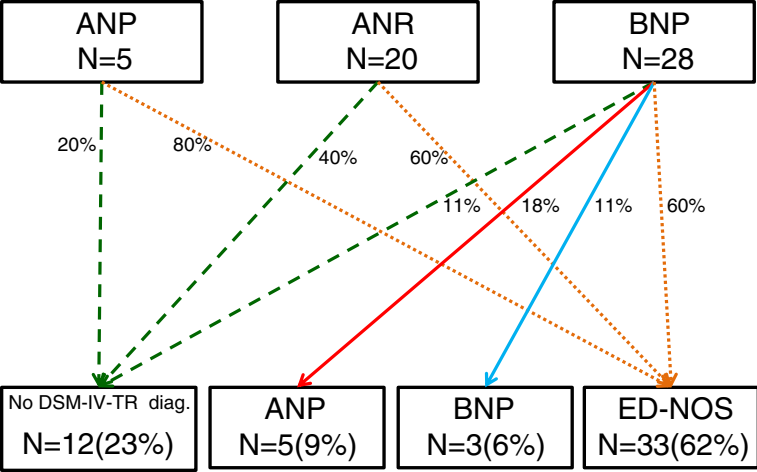 ANP
N=5
ANR
N=20
BNP
N=28
20%
80%
40%
60%
11%
18%
11%
60%
No DSM-IV-TR diag.
N=12(23%)
ANP
N=5(9%)
BNP
N=3(6%)
ED-NOS
N=33(62%)